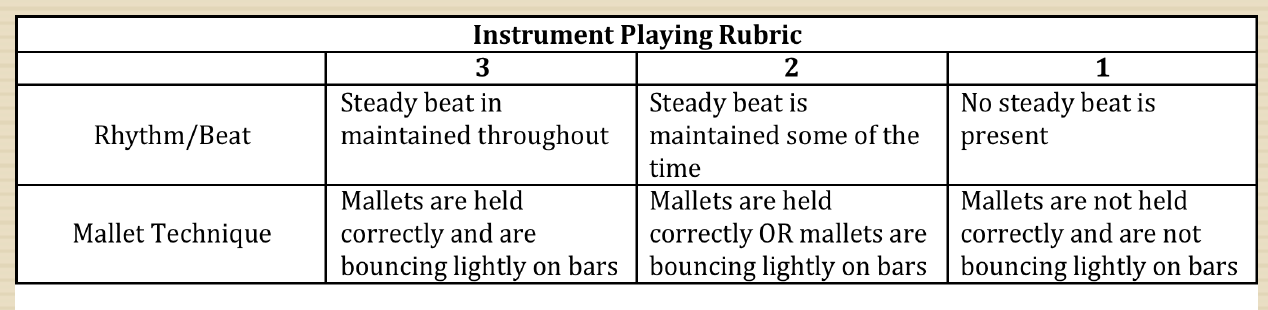 Instrument Playing Rubric
3 2 1
Rhythm/Beat
Steady beat in
maintained throughout
Steady beat is
maintained some of the
time
No steady beat is
present
Mallet Technique
Mallets are held
correctly and are
bouncing lightly on bars
Mallets are held
correctly OR mallets are
bouncing lightly on bars
Mallets are not held
correctly and are not
bouncing lightly on bars